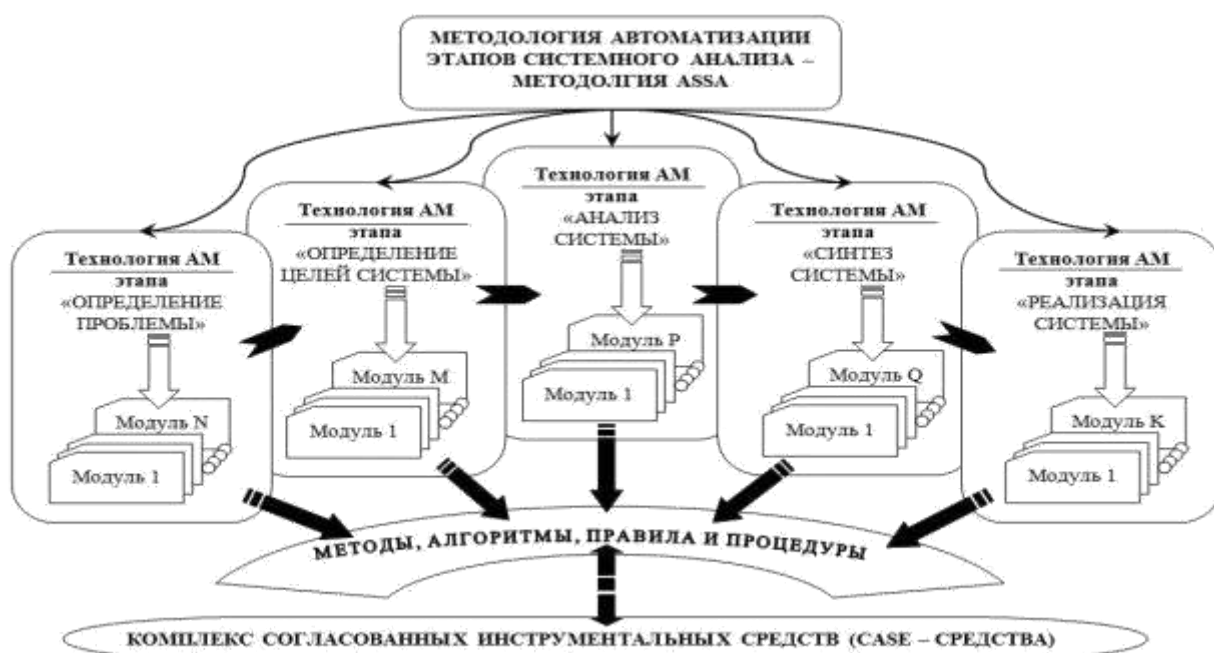 МЕТОДОЛОГИЯ АВТОМАТИЗАЦИИ
ЭТАПОВ СИСТЕМНОГО АНАЛИЗА –
МЕТОДОЛГИЯ ASSA
Технология АМ
этапа
«ОПРЕДЕЛЕНИЕ
ПРОБЛЕМЫ»
Модуль N
Модуль 1
Технология АМ
этапа
«ОПРЕДЕЛЕНИЕ
ЦЕЛЕЙ СИСТЕМЫ»
Модуль M
Модуль 1
Технология АМ
этапа
«АНАЛИЗ
СИСТЕМЫ»
Модуль P
Модуль 1
Технология АМ
этапа
«СИНТЕЗ
СИСТЕМЫ»
Модуль Q
Модуль 1
Технология АМ
этапа
«РЕАЛИЗАЦИЯ
СИСТЕМЫ»
Модуль K
Модуль 1
МЕТОДЫ, АЛГОРИТМЫ, ПРАВИЛА И ПРОЦЕДУРЫ
КОМПЛЕКС СОГЛАСОВАННЫХ ИНСТРУМЕНТАЛЬНЫХ СРЕДСТВ (CASE – СРЕДСТВА)